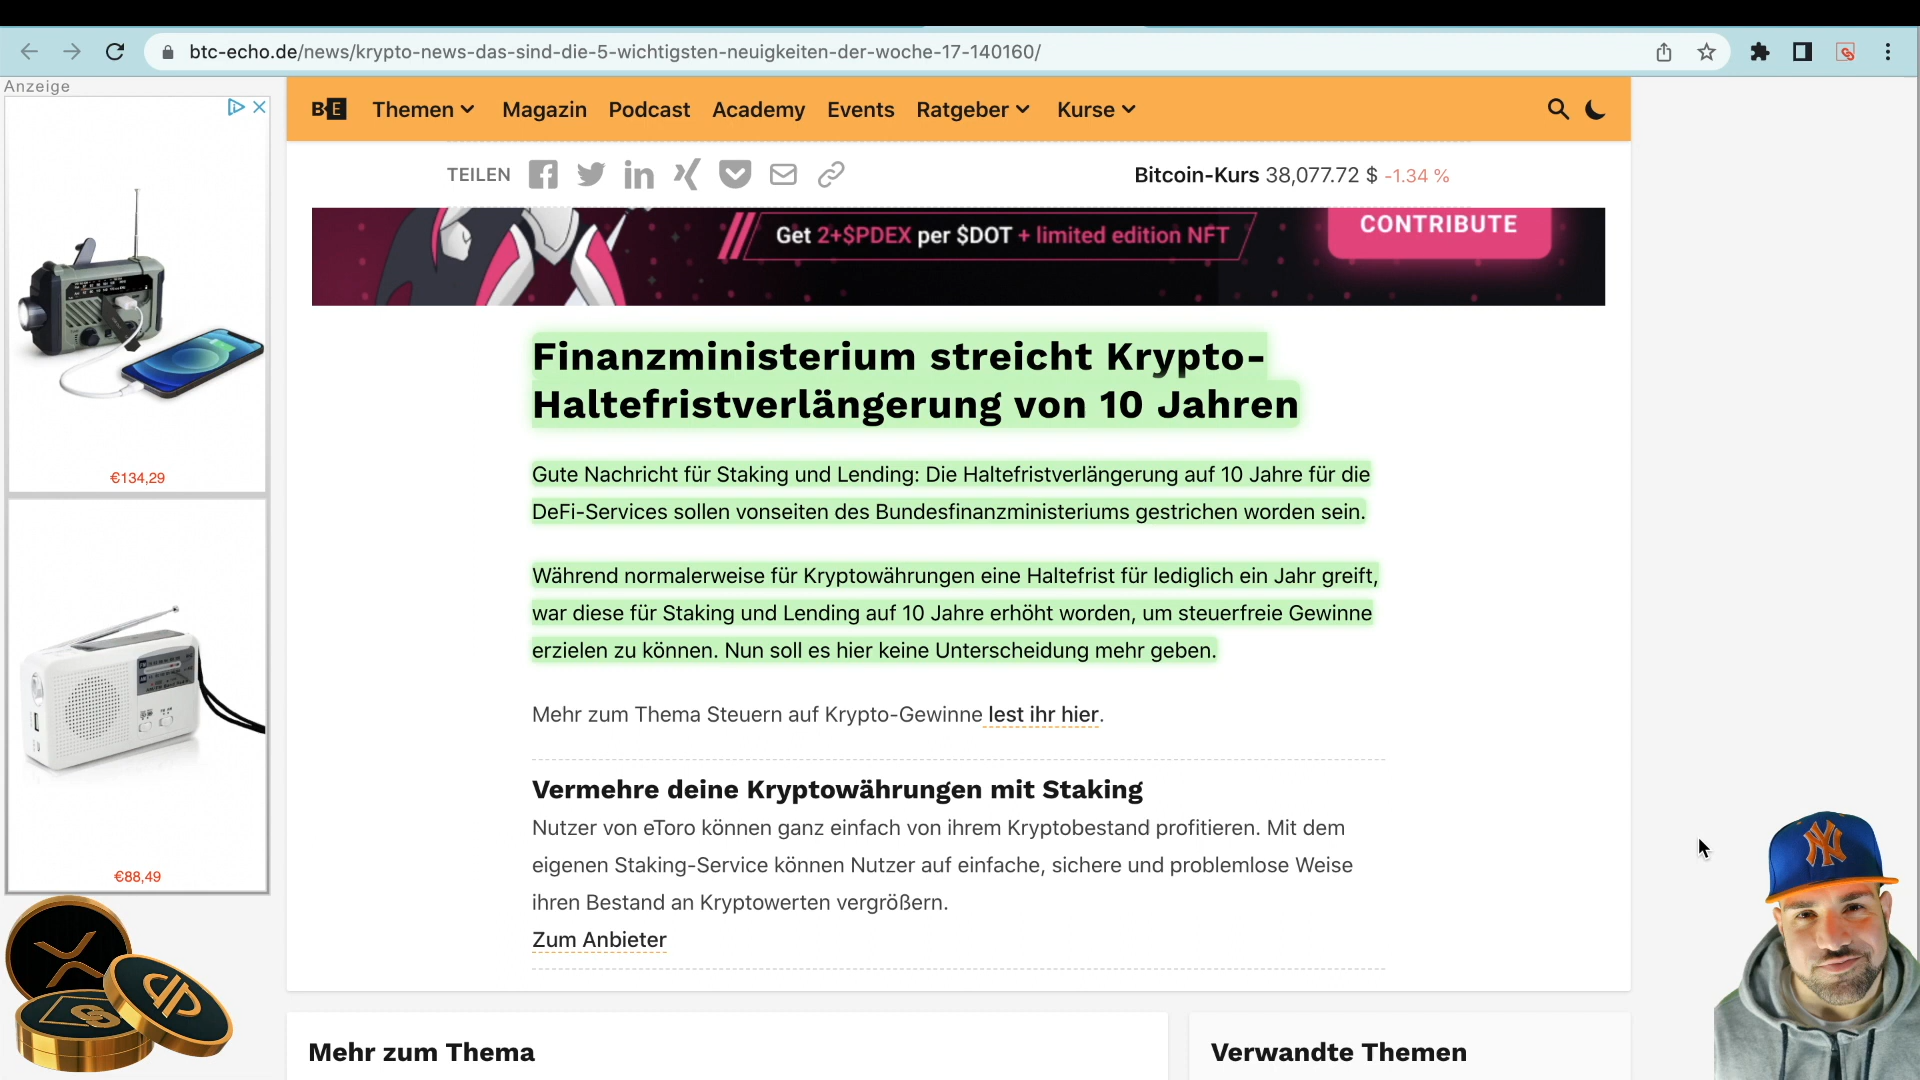 btc-echo.de/news/krypto-news-das-sind-die-5-wichtigsten-neuigkeiten-der-woche-17-140160/
Anzeige
€134,29
€88,49
B E Themen Magazin Podcast Academy Events Ratgeber Kurse
TEILEN
Bitcoin-Kurs 38,077.72 $ -1.34 %
Get 2+$PDEX per $DOT + limited edition NFT
CONTRIBUTE
Finanzministerium streicht Krypto-
Haltefristverlängerung von 10 Jahren
Gute Nachricht für Staking und Lending: Die Haltefristverlängerung auf 10 Jahre für die
DeFi-Services sollen vonseiten des Bundesfinanzministeriums gestrichen worden sein.
Während normalerweise für Kryptowährungen eine Haltefrist für lediglich ein Jahr greift,
war diese für Staking und Lending auf 10 Jahre erhöht worden, um steuerfreie Gewinne
erzielen zu können. Nun soll es hier keine Unterscheidung mehr geben.
Mehr zum Thema Steuern auf Krypto-Gewinne lest ihr hier.
Vermehre deine Kryptowährungen mit Staking
Nutzer von eToro können ganz einfach von ihrem Kryptobestand profitieren. Mit dem
eigenen Staking-Service können Nutzer auf einfache, sichere und problemlose Weise
ihren Bestand an Kryptowerten vergrößern.
Zum Anbieter
Mehr zum Thema
Verwandte Themen
NY